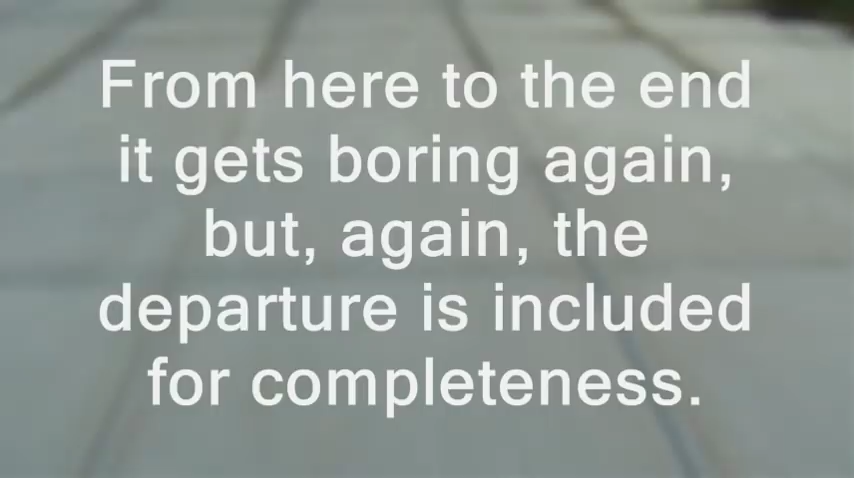 From here to the end
it gets boring again,
but, again, the
departure is included
for completeness.